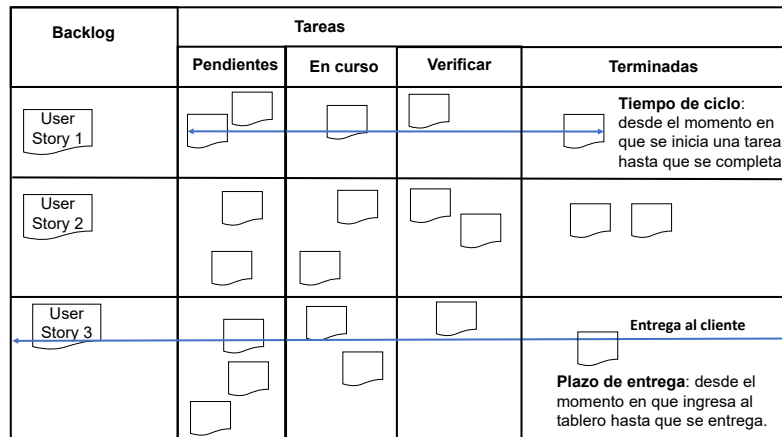 Backlog
Tareas
Pendientes
En curso
Verificar
Terminadas
User
Story 1
Tiempo de ciclo:
desde el momento en
que se inicia una tarea
hasta que se completa
User
Story 2
User
Story 3
Entrega al cliente
Plazo de entrega: desde el
momento en que ingresa al
tablero hasta que se entrega.